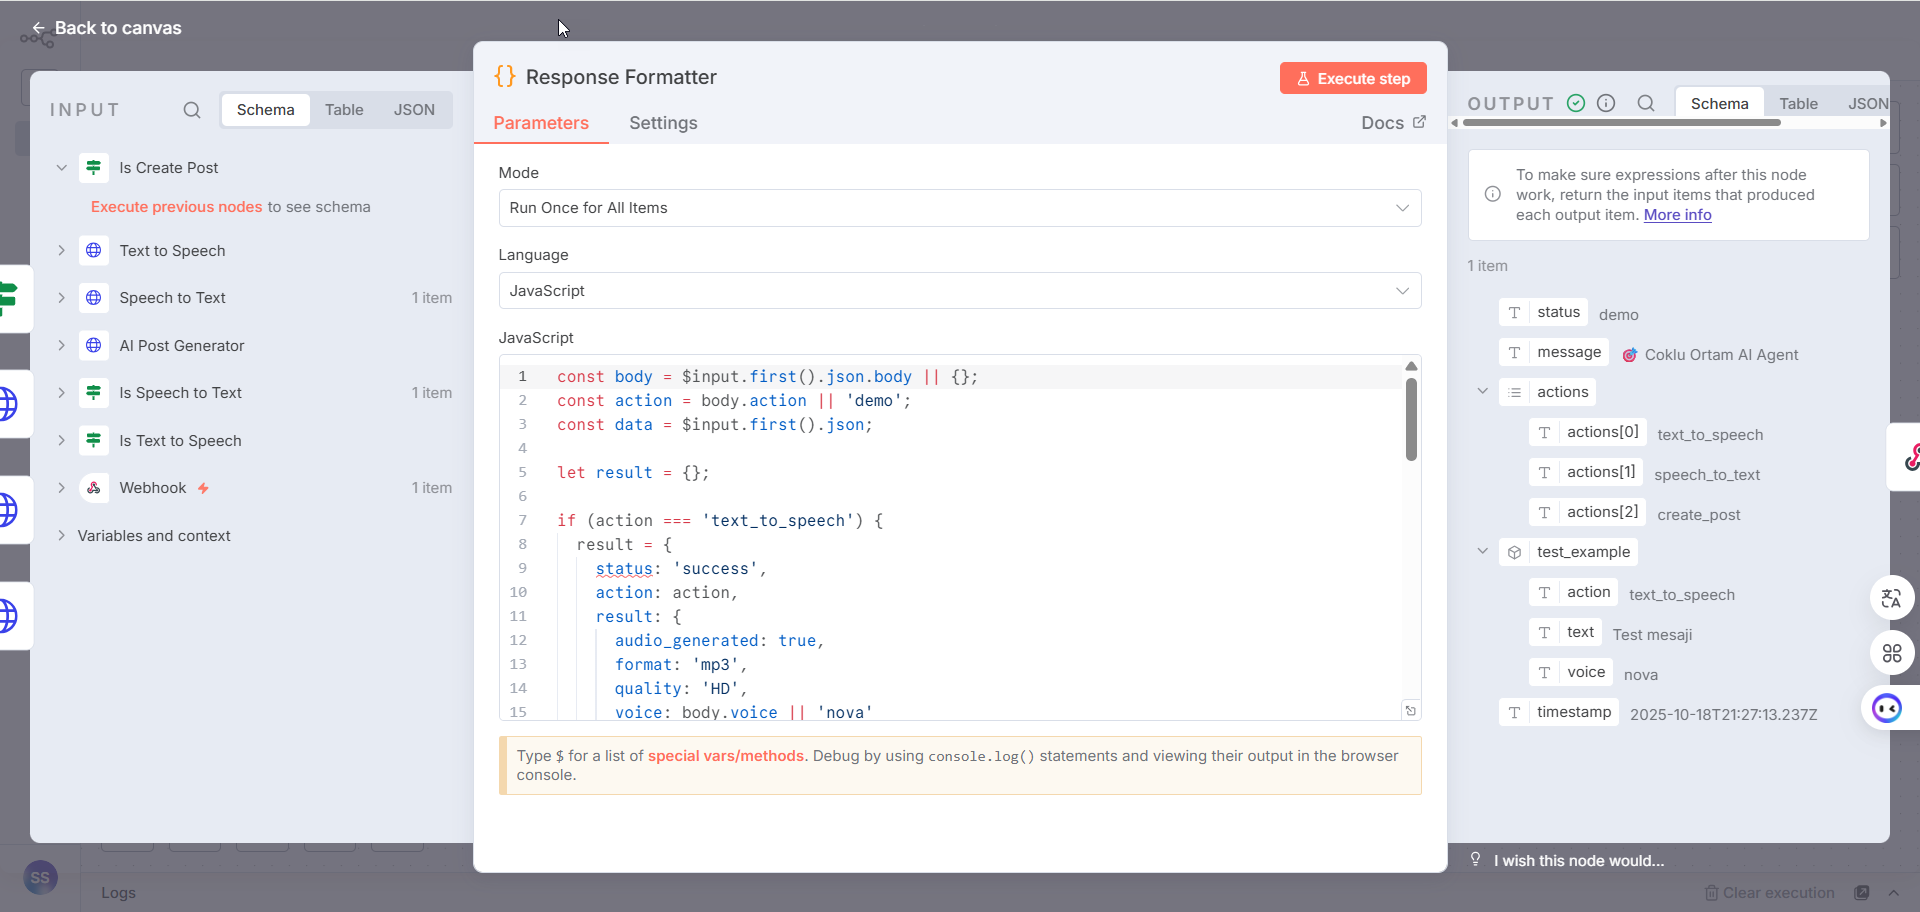 Back to canvas
INPUT
Schema
Table
JSON
Is Create Post
Execute previous nodes to see schema
Text to Speech
Speech to Text
1 item
AI Post Generator
Is Speech to Text
1 item
Is Text to Speech
Webhook
1 item
Variables and context
Response Formatter
Execute step
Parameters
Settings
Docs
Mode
Run Once for All Items
Language
JavaScript
JavaScript
1 const body = $input.first().json.body || {};
2 const action = body.action || 'demo';
3 const data = $input.first().json;
4
5 let result = {};
6
7 if (action === 'text_to_speech') {
8 result = {
9 status: 'success',
10 action: action,
11 result: {
12 audio_generated: true,
13 format: 'mp3',
14 quality: 'HD',
15 voice: body.voice || 'nova'
Type $ for a list of special vars/methods. Debug by using console.log() statements and viewing their output in the browser
console.
OUTPUT
Schema
Table
JSON
To make sure expressions after this node
work, return the input items that produced
each output item. More info
1 item
T status demo
T message 🎯 Coklu Ortam AI Agent
actions
T actions[0] text_to_speech
T actions[1] speech_to_text
T actions[2] create_post
test_example
T action text_to_speech
T text Test mesaji
T voice nova
T timestamp 2025-10-18T21:27:13.237Z
I wish this node would...
SS
Logs
Clear execution